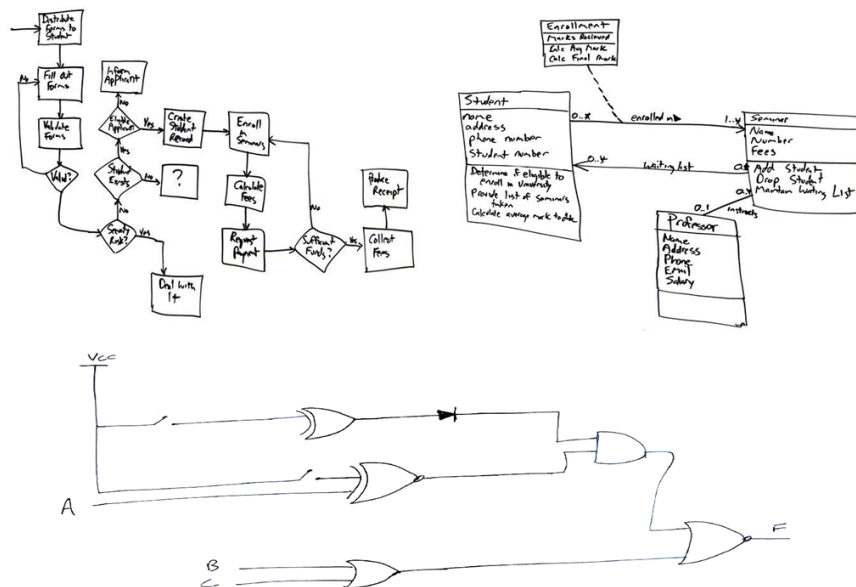 Distribute
Forms to
Student
Fill Out
Forms
No
Validate
Forms
Valid?
Inform
Applicant
No
Eligible
Applicant
Yes
Yes
Student
Exists
No
?
No
Security
Risk?
Yes
Deal with
it
Create
Student
Record
Enroll
in
Seminars
Calculate
Fees
Request
Payment
No
Sufficient
Funds?
Yes
Collect
Fees
Produce
Receipt
Enrollment
Marks Recieved
Calc Avg Mark
Calc Final Mark
Student
name
address
phone number
Student number
Determine if eligible to
enroll in University
Provide list of Seminars
taken
Calculate average mark to date
0..*
enrolled in
1..*
0..*
Waiting list
0..*
Seminar
Name
Number
Fees
Add Student
Drop Student
Maintain Waiting List
0..*
0..1
instructs
Professor
Name
Address
Phone
Email
Salary
VCC
A
B
C
F